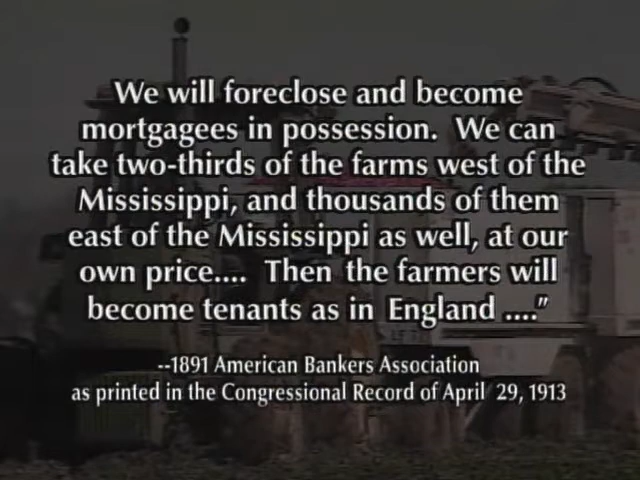 We will foreclose and become
mortgagees in possession. We can
take two-thirds of the farms west of the
Mississippi, and thousands of them
east of the Mississippi as well, at our
own price.... Then the farmers will
become tenants as in England ...."
--1891 American Bankers Association
as printed in the Congressional Record of April 29, 1913